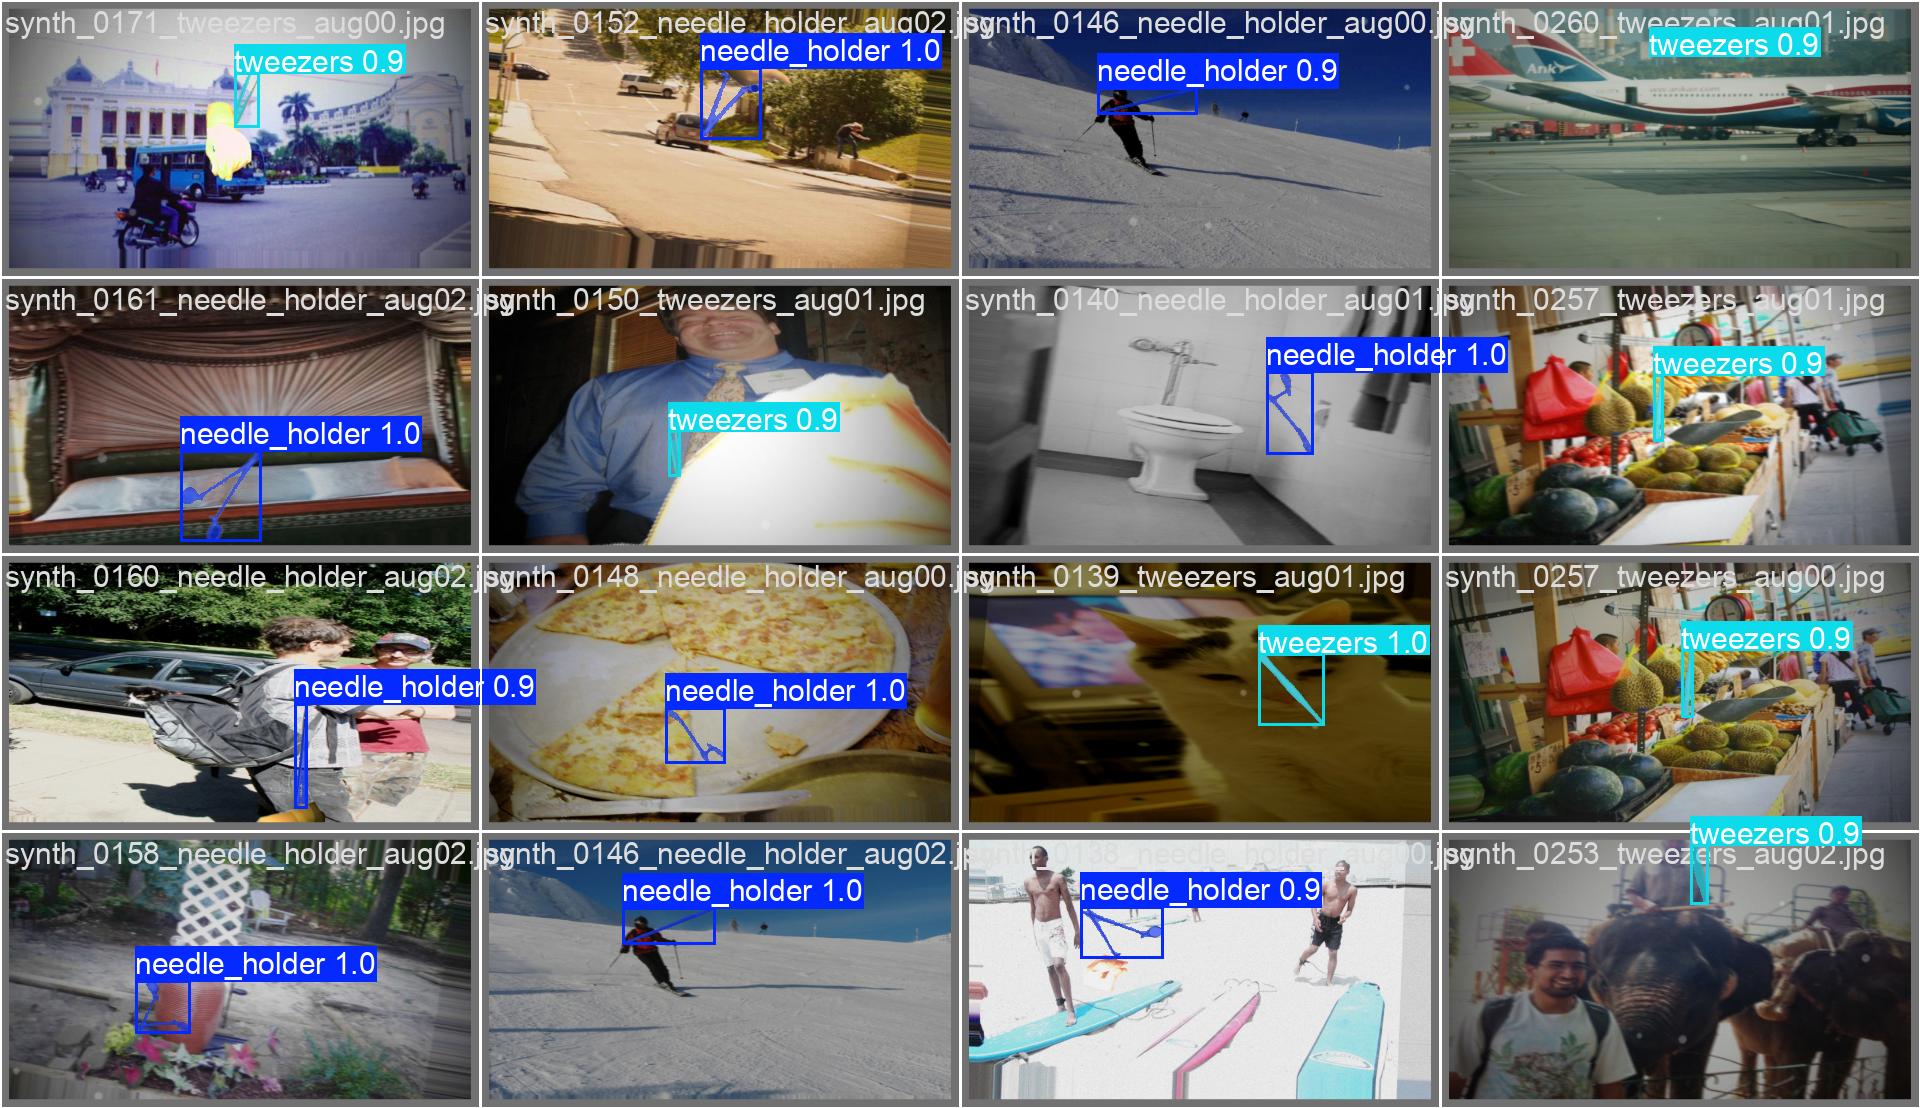 synth_0171_tweezers_aug00.jpg
tweezers 0.9
synth_0152_needle_holder_aug02.jpg
needle_holder 1.0
synth_0146_needle_holder_aug00.jpg
needle_holder 0.9
synth_0260_tweezers_aug01.jpg
tweezers 0.9
Anka
synth_0161_needle_holder_aug02.jpg
needle_holder 1.0
synth_0150_tweezers_aug01.jpg
tweezers 0.9
synth_0140_needle_holder_aug01.jpg
needle_holder 1.0
synth_0257_tweezers_aug01.jpg
tweezers 0.9
synth_0160_needle_holder_aug02.jpg
needle_holder 0.9
synth_0148_needle_holder_aug00.jpg
needle_holder 1.0
synth_0139_tweezers_aug01.jpg
tweezers 1.0
synth_0257_tweezers_aug00.jpg
tweezers 0.9
synth_0158_needle_holder_aug02.jpg
needle_holder 1.0
synth_0146_needle_holder_aug02.jpg
needle_holder 1.0
synth_0138_needle_holder_aug00.jpg
needle_holder 0.9
synth_0253_tweezers_aug02.jpg
tweezers 0.9